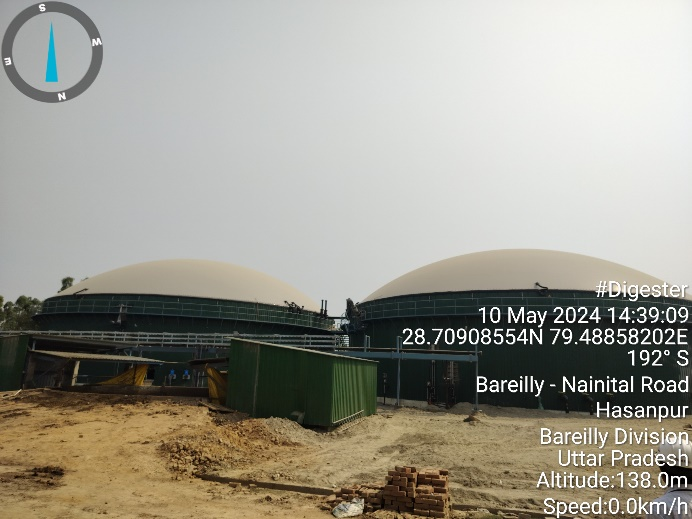 S
W
E
N
#Digester
10 May 2024 14:39:09
28.70908554N 79.48858202E
192° S
Bareilly - Nainital Road
Hasanpur
Bareilly Division
Uttar Pradesh
Altitude:138.0m
Speed:0.0km/h